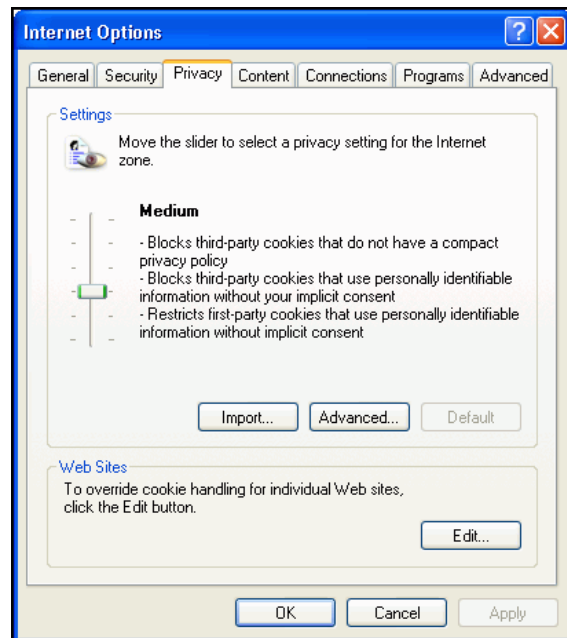 Internet Options
General Security Privacy Content Connections Programs Advanced
Settings
Move the slider to select a privacy setting for the Internet
zone.
Medium
- Blocks third-party cookies that do not have a compact
privacy policy
- Blocks third-party cookies that use personally identifiable
information without your implicit consent
- Restricts first-party cookies that use personally identifiable
information without implicit consent
Import... Advanced... Default
Web Sites
To override cookie handling for individual Web sites,
click the Edit button.
Edit...
OK Cancel Apply